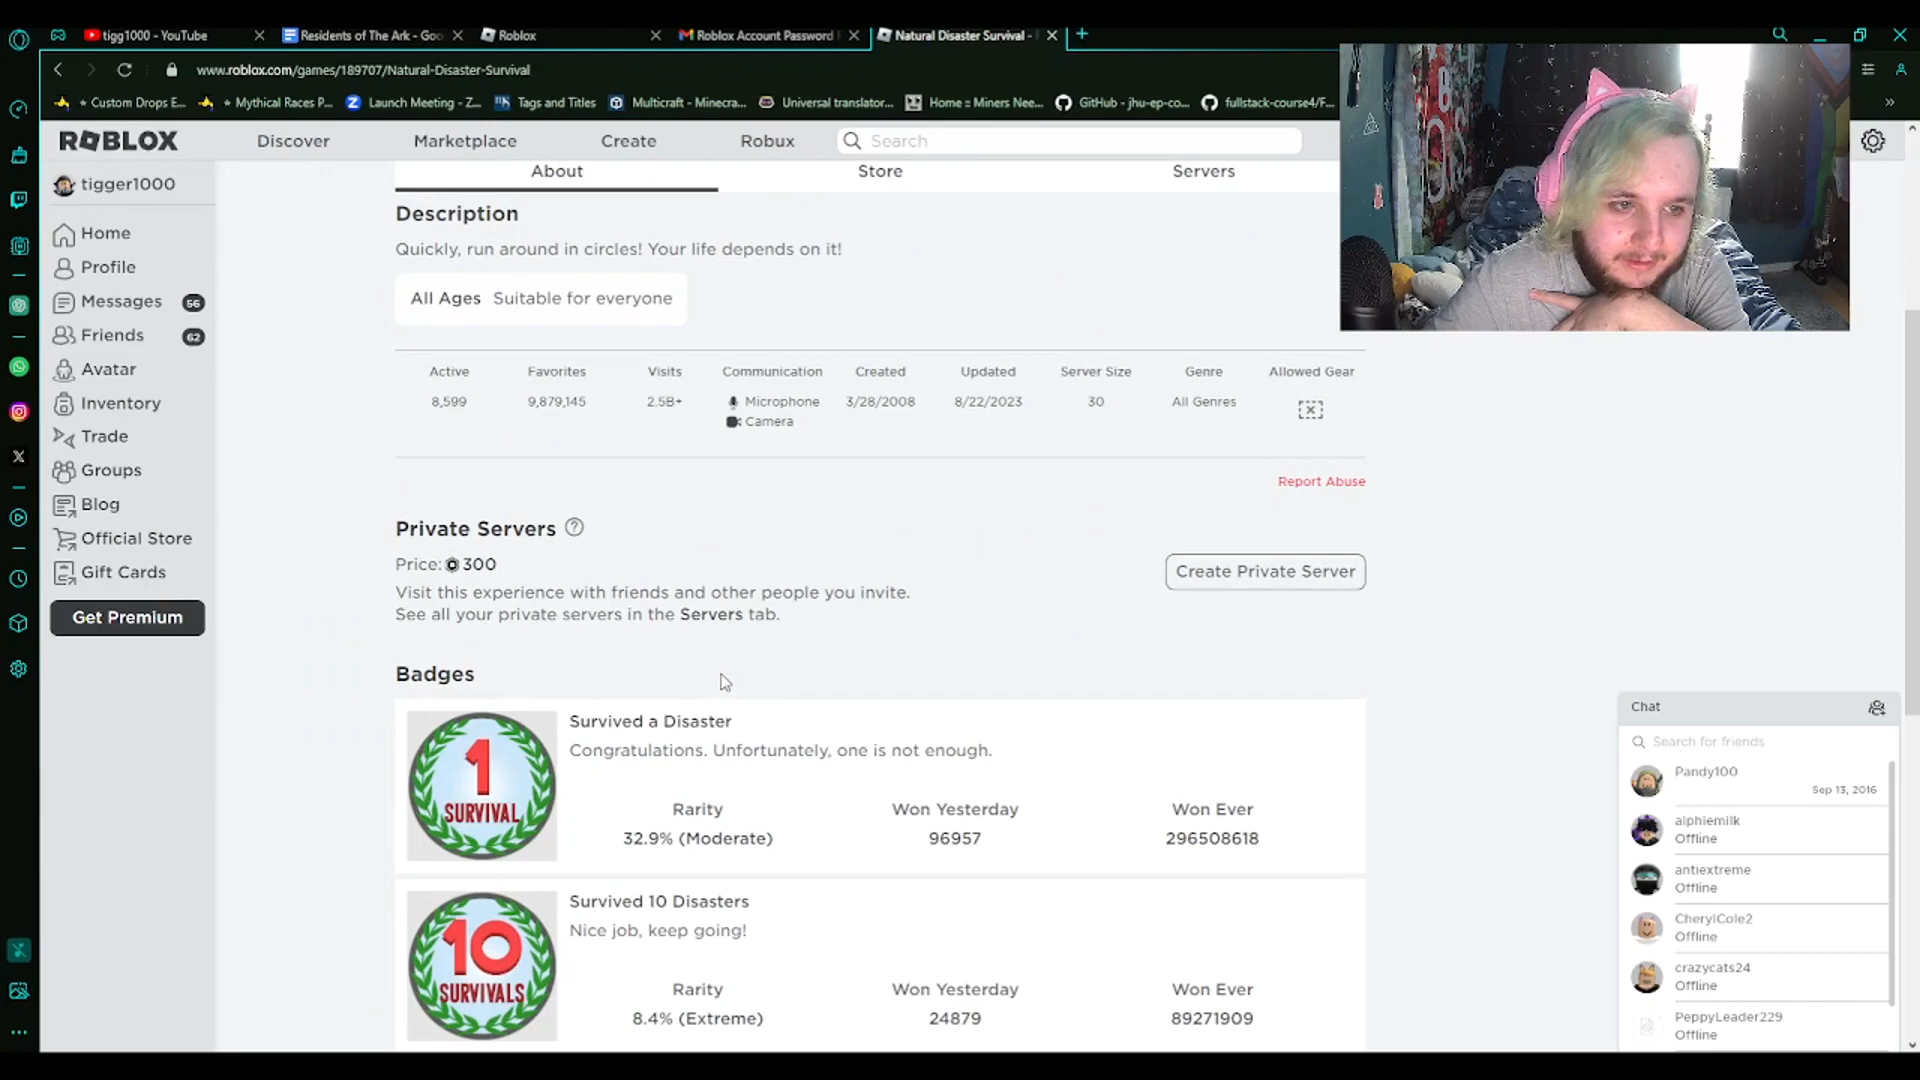 tigg1000 - YouTube
Residents of The Ark - Goo
Roblox
Roblox Account Password
Natural Disaster Survival -
www.roblox.com/games/189707/Natural-Disaster-Survival
⭑ Custom Drops E...
⭑ Mythical Races P...
Launch Meeting - Z...
Tags and Titles
Multicraft - Minecra...
Universal translator...
Home :: Miners Nee...
GitHub - jhu-ep-co...
fullstack-course4/F...
ROBLOX
Discover
Marketplace
Create
Robux
Search
tigger1000
Home
Profile
Messages 56
Friends 62
Avatar
Inventory
Trade
Groups
Blog
Official Store
Gift Cards
Get Premium
About
Store
Servers
Description
Quickly, run around in circles! Your life depends on it!
All Ages Suitable for everyone
Active Favorites Visits Communication Created Updated Server Size Genre Allowed Gear
8,599 9,879,145 2.5B+ Microphone 3/28/2008 8/22/2023 30 All Genres
Camera
Report Abuse
Private Servers
Price: 300
Visit this experience with friends and other people you invite.
See all your private servers in the Servers tab.
Create Private Server
Badges
1
SURVIVAL
Survived a Disaster
Congratulations. Unfortunately, one is not enough.
Rarity Won Yesterday Won Ever
32.9% (Moderate) 96957 296508618
10
SURVIVALS
Survived 10 Disasters
Nice job, keep going!
Rarity Won Yesterday Won Ever
8.4% (Extreme) 24879 89271909
Chat
Search for friends
Pandy100
Sep 13, 2016
alphiemilk
Offline
antiextreme
Offline
CherylCole2
Offline
crazycats24
Offline
PeppyLeader229
Offline